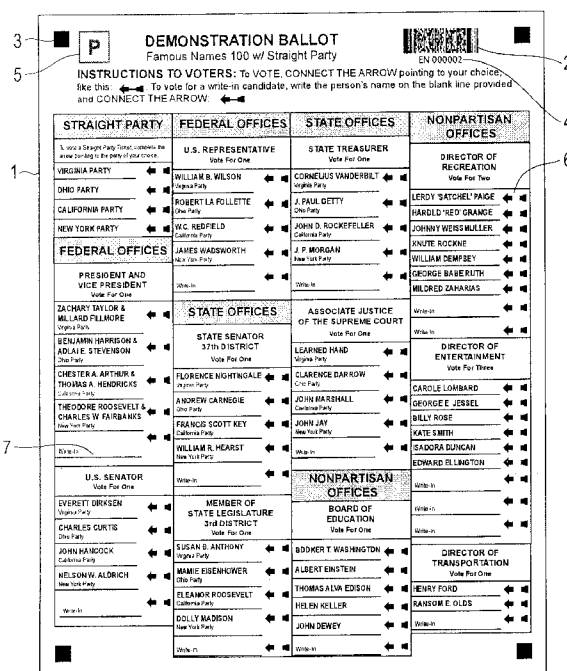 3
P
5
DEMONSTRATION BALLOT
Famous Names 100 w/ Straight Party
EN 000002
2
4
INSTRUCTIONS TO VOTERS: To VOTE, CONNECT THE ARROW pointing to your choice,
like this: . To vote for a write-in candidate, write the person's name on the blank line provided
and CONNECT THE ARROW:
1
STRAIGHT PARTY
To vote a Straight Party Ticket, complete the
arrow pointing to the party of your choice.
VIRGINIA PARTY
OHIO PARTY
CALIFORNIA PARTY
NEW YORK PARTY
FEDERAL OFFICES
PRESIDENT AND
VICE PRESIDENT
Vote For One
ZACHARY TAYLOR &
MILLARD FILLMORE
Virginia Party
BENJAMIN HARRISON &
ADLAI E. STEVENSON
Ohio Party
CHESTER A. ARTHUR &
THOMAS A. HENDRICKS
California Party
THEODORE ROOSEVELT &
CHARLES W FAIRBANKS
New York Party
7
Write-In
U.S. SENATOR
Vote For One
EVERETT DIRKSEN
Virginia Party
CHARLES CURTIS
Ohio Party
JOHN HANCOCK
California Party
NELSON W. ALDRICH
New York Party
Write-In
FEDERAL OFFICES
U.S. REPRESENTATIVE
Vote For One
WILLIAM B. WILSON
Virginia Party
ROBERT LA FOLLETTE
Ohio Party
W.C. REDFIELD
California Party
JAMES WADSWORTH
New York Party
Write-In
STATE OFFICES
STATE SENATOR
37th DISTRICT
Vote For One
FLORENCE NIGHTINGALE
Virginia Party
ANDREW CARNEGIE
Ohio Party
FRANCIS SCOTT KEY
California Party
WILLIAM R. HEARST
New York Party
Write-In
MEMBER OF
STATE LEGISLATURE
3rd DISTRICT
Vote For One
SUSAN B. ANTHONY
Virginia Party
MAMIE EISENHOWER
Ohio Party
ELEANOR ROOSEVELT
California Party
DOLLY MADISON
New York Party
Write-In
STATE OFFICES
STATE TREASURER
Vote For One
CORNELIUS VANDERBILT
Virginia Party
J. PAUL GETTY
Ohio Party
JOHN D. ROCKEFELLER
California Party
J. P. MORGAN
New York Party
Write-In
ASSOCIATE JUSTICE
OF THE SUPREME COURT
Vote For One
LEARNED HAND
Virginia Party
CLARENCE DARROW
Ohio Party
JOHN MARSHALL
California Party
JOHN JAY
New York Party
Write-In
NONPARTISAN
OFFICES
BOARD OF
EDUCATION
Vote For One
BOOKER T. WASHINGTON
ALBERT EINSTEIN
THOMAS ALVA EDISON
HELEN KELLER
JOHN DEWEY
Write-In
NONPARTISAN
OFFICES
DIRECTOR OF
RECREATION
Vote For Two
6
LEROY 'SATCHEL' PAIGE
HAROLD 'RED' GRANGE
JOHNNY WEISSMULLER
KNUTE ROCKNE
WILLIAM DEMPSEY
GEORGE BABE RUTH
MILDRED ZAHARIAS
Write-In
Write-In
DIRECTOR OF
ENTERTAINMENT
Vote For Three
CAROLE LOMBARD
GEORGE E. JESSEL
BILLY ROSE
KATE SMITH
ISADORA DUNCAN
EDWARD ELLINGTON
Write-In
Write-In
Write-In
DIRECTOR OF
TRANSPORTATION
Vote For One
HENRY FORD
RANSOM E. OLDS
Write-In